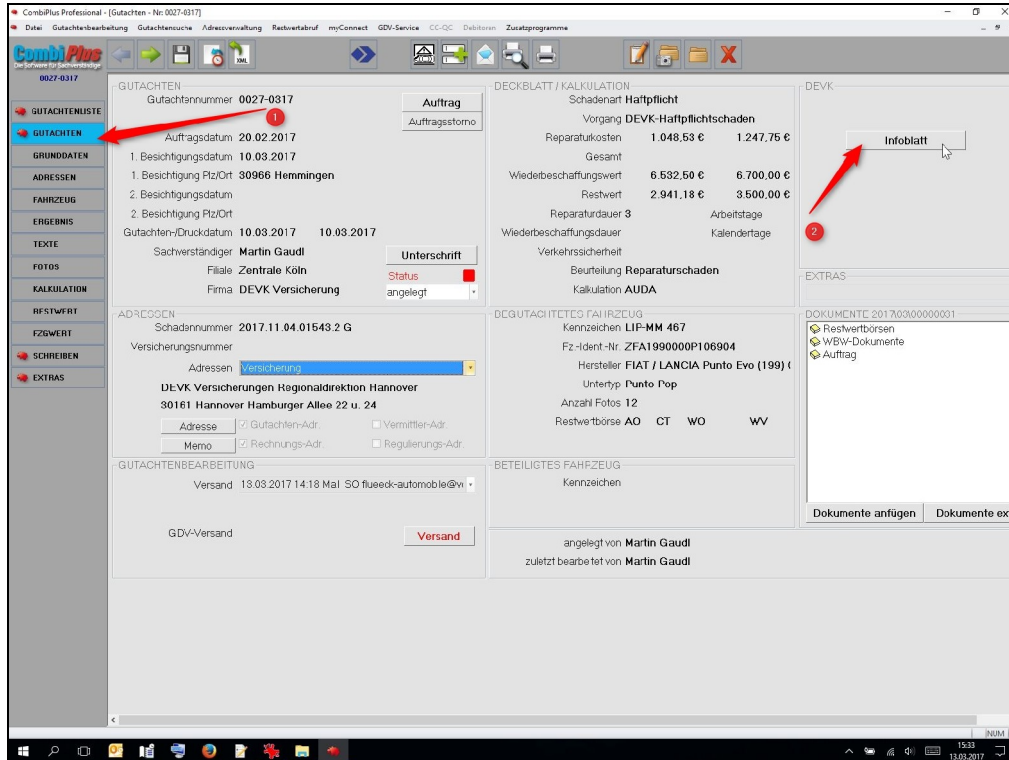 CombiPlus Professional - [Gutachten - Nr: 0027-0317]
Datei Gutachtenbearbeitung Gutachtensuche Adressverwaltung Restwertabruf myConnect GDV-Service CC-QC Debitoren Zusatzprogramme
CombiPlus
Die Software für Sachverständige
XML
0027-0317
GUTACHTENLISTE
GUTACHTEN
GRUNDDATEN
ADRESSEN
FAHRZEUG
ERGEBNIS
TEXTE
FOTOS
KALKULATION
RESTWERT
FZGWERT
SCHREIBEN
EXTRAS
GUTACHTEN
Gutachtennummer 0027-0317
Auftrag
1
Auftragsstorno
Auftragsdatum 20.02.2017
1. Besichtigungsdatum 10.03.2017
1. Besichtigung Plz/Ort 30966 Hemmingen
2. Besichtigungsdatum
2. Besichtigung Plz/Ort
Gutachten-/Druckdatum 10.03.2017 10.03.2017
Sachverständiger Martin Gaudl
Unterschrift
Filiale Zentrale Köln
Status
Firma DEVK Versicherung
angelegt
DECKBLATT / KALKULATION
Schadenart Haftpflicht
Vorgang DEVK-Haftpflichtschaden
Reparaturkosten 1.048,53 € 1.247,75 €
Gesamt
Wiederbeschaffungswert 6.532,50 € 6.700,00 €
Restwert 2.941,18 € 3.500,00 €
Reparaturdauer 3 Arbeitstage
Wiederbeschaffungsdauer Kalendertage
Verkehrssicherheit
Beurteilung Reparaturschaden
Kalkulation AUDA
DEVK
Infoblatt
2
EXTRAS
ADRESSEN
Schadennummer 2017.11.04.01543.2 G
Versicherungsnummer
Adressen Versicherung
DEVK Versicherungen Regionaldirektion Hannover
30161 Hannover Hamburger Allee 22 u. 24
Adresse Gutachten-Adr. Vermittler-Adr.
Memo Rechnungs-Adr. Regulierungs-Adr.
BEGUTACHTETES FAHRZEUG
Kennzeichen LIP-MM 467
Fz.-Ident.-Nr. ZFA1990000P106904
Hersteller FIAT / LANCIA Punto Evo (199) (
Untertyp Punto Pop
Anzahl Fotos 12
Restwertbörse AO CT WO WV
DOKUMENTE 2017\03\00000031
Restwertbörsen
WBW-Dokumente
Auftrag
Dokumente anfügen Dokumente ex
GUTACHTENBEARBEITUNG
Versand 13.03.2017 14:18 Mai SO flueeck-automoble@v
GDV-Versand
Versand
BETEILIGTES FAHRZEUG
Kennzeichen
angelegt von Martin Gaudl
zuletzt bearbeitet von Martin Gaudl
NUM
15:33
13.03.2017